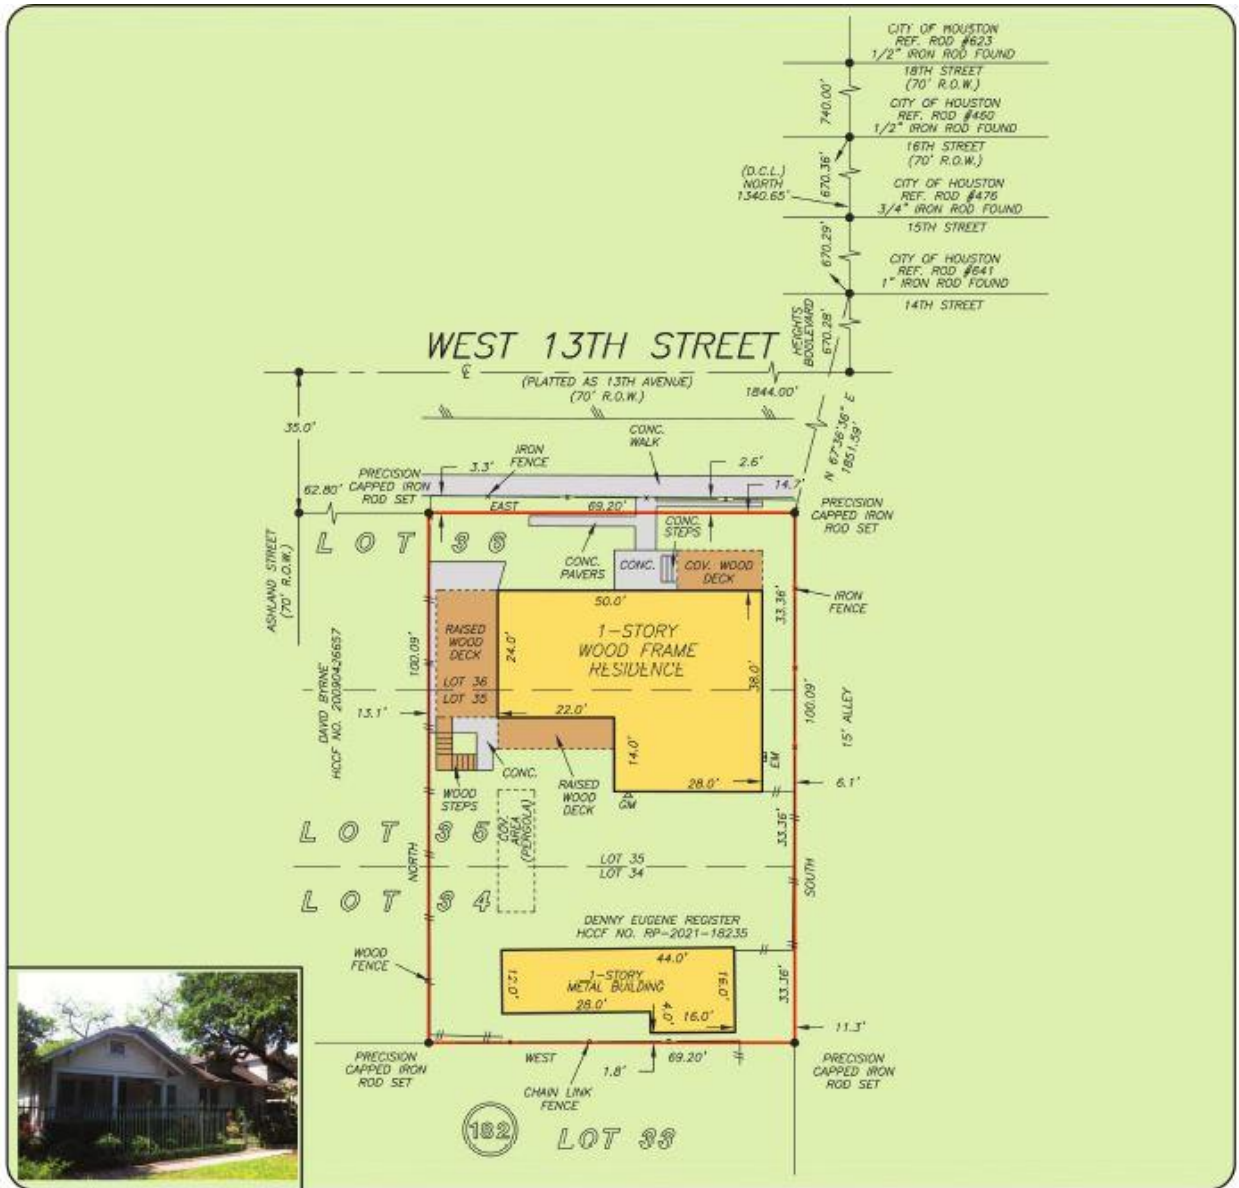 CITY OF HOUSTON
REF. ROD #623
1/2" IRON ROD FOUND
18TH STREET
(70' R.O.W.)
740.00'
CITY OF HOUSTON
REF. ROD #460
1/2" IRON ROD FOUND
16TH STREET
(70' R.O.W.)
670.36'
(D.C.L.)
NORTH
1340.65'
CITY OF HOUSTON
REF. ROD #476
3/4" IRON ROD FOUND
15TH STREET
670.29'
CITY OF HOUSTON
REF. ROD #641
1" IRON ROD FOUND
14TH STREET
HEIGHTS
BOULEVARD
670.28'
WEST 13TH STREET
(PLATTED AS 13TH AVENUE)
(70' R.O.W.)
1844.00'
N 67°36'36" E
1851.59'
35.0'
CONC.
WALK
IRON
FENCE
3.3'
2.6'
14.7'
PRECISION
CAPPED IRON
ROD SET
62.80'
EAST
69.20'
PRECISION
CAPPED IRON
ROD SET
ASHLAND STREET
(70' R.O.W.)
LOT 36
CONC.
PAVERS
CONC.
STEPS
CONC.
COV. WOOD
DECK
33.36'
IRON
FENCE
50.0'
RAISED
WOOD
DECK
24.0'
1-STORY
WOOD FRAME
RESIDENCE
38.0'
100.09'
LOT 36
LOT 35
DAVID BYRNE
HCCF NO. 20090426657
100.09'
15' ALLEY
13.1'
22.0'
14.0'
EM
28.0'
6.1'
CONC.
WOOD
STEPS
RAISED
WOOD
DECK
GM
COV.
AREA
(PERGOLA)
33.36'
LOT 35
NORTH
LOT 35
LOT 34
SOUTH
LOT 34
DENNY EUGENE REGISTER
HCCF NO. RP-2021-18235
WOOD
FENCE
44.0'
12.0'
1-STORY
METAL BUILDING
28.0'
16.0'
4.0'
16.0'
33.36'
11.3'
PRECISION
CAPPED IRON
ROD SET
WEST
69.20'
1.8'
CHAIN LINK
FENCE
PRECISION
CAPPED IRON
ROD SET
182
LOT 33